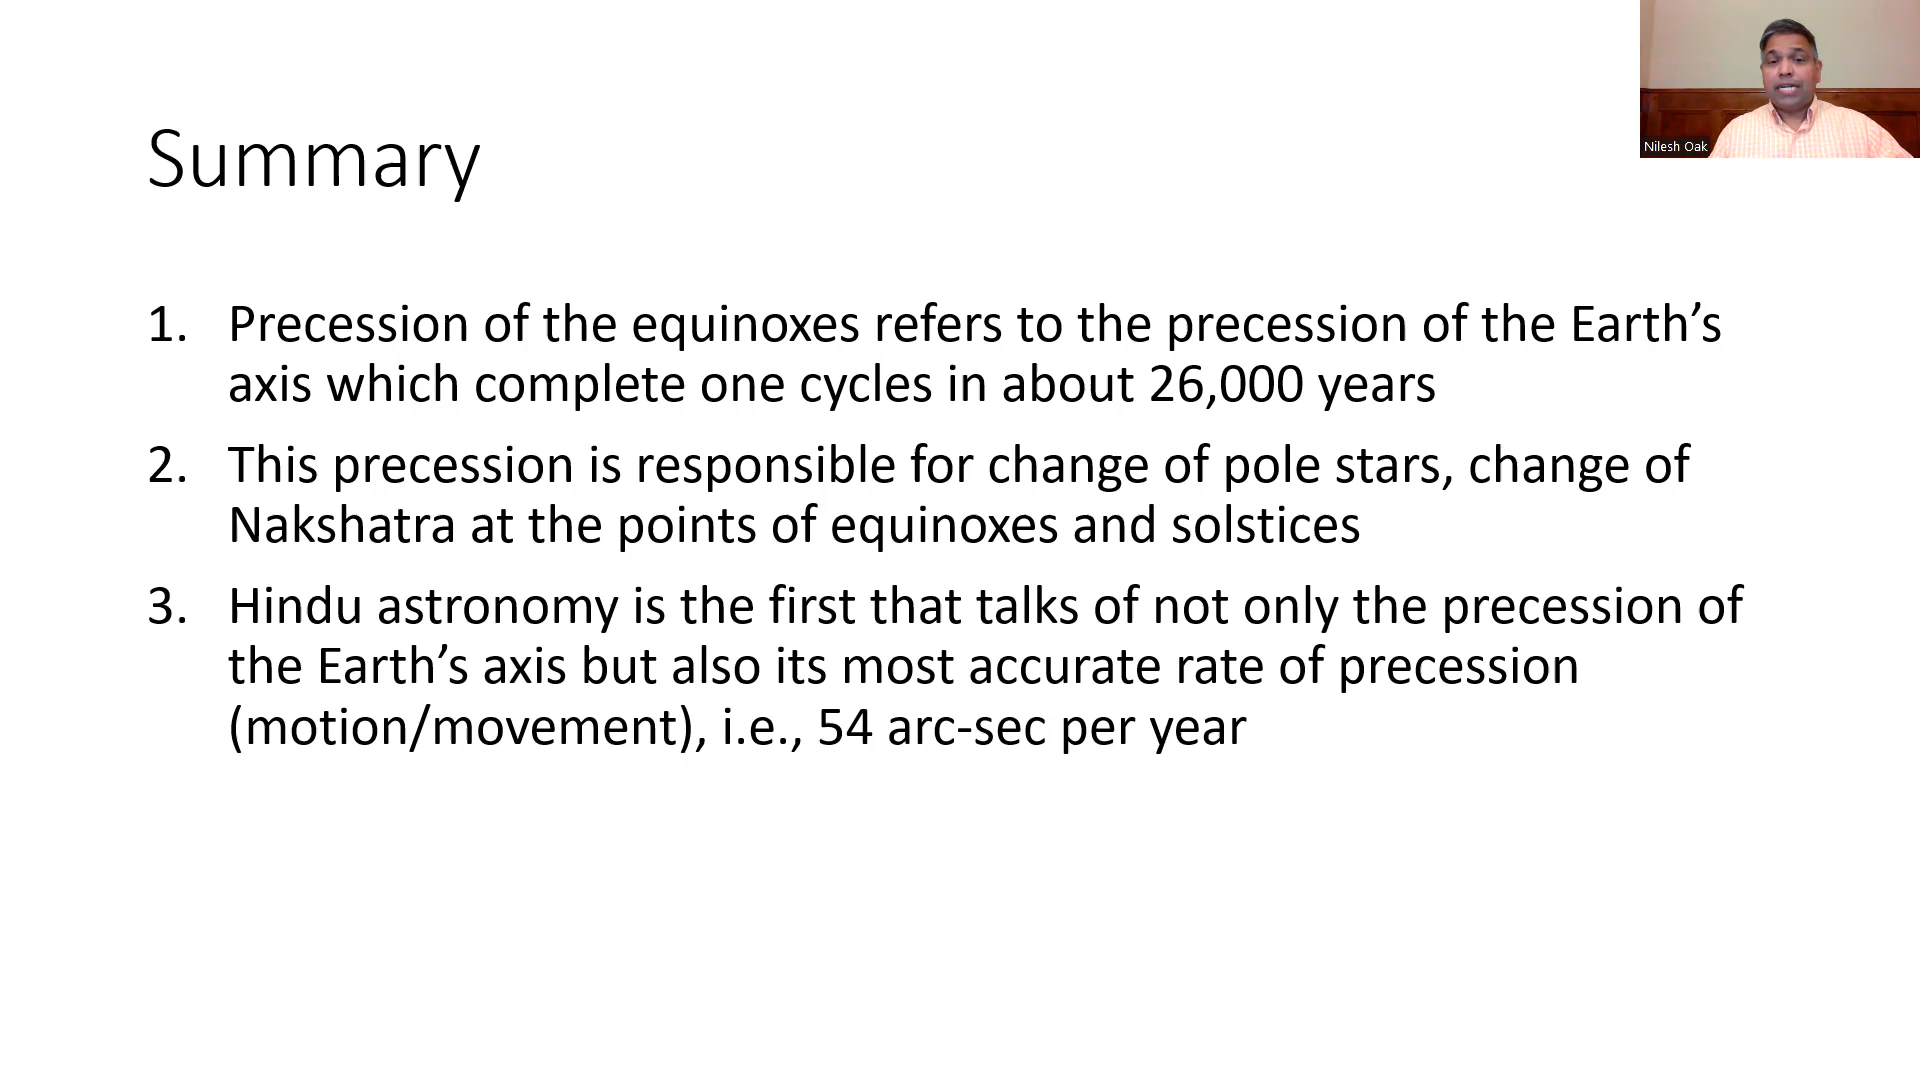 Nilesh Oak
Summary
1. Precession of the equinoxes refers to the precession of the Earth’s
axis which complete one cycles in about 26,000 years
2. This precession is responsible for change of pole stars, change of
Nakshatra at the points of equinoxes and solstices
3. Hindu astronomy is the first that talks of not only the precession of
the Earth’s axis but also its most accurate rate of precession
(motion/movement), i.e., 54 arc-sec per year